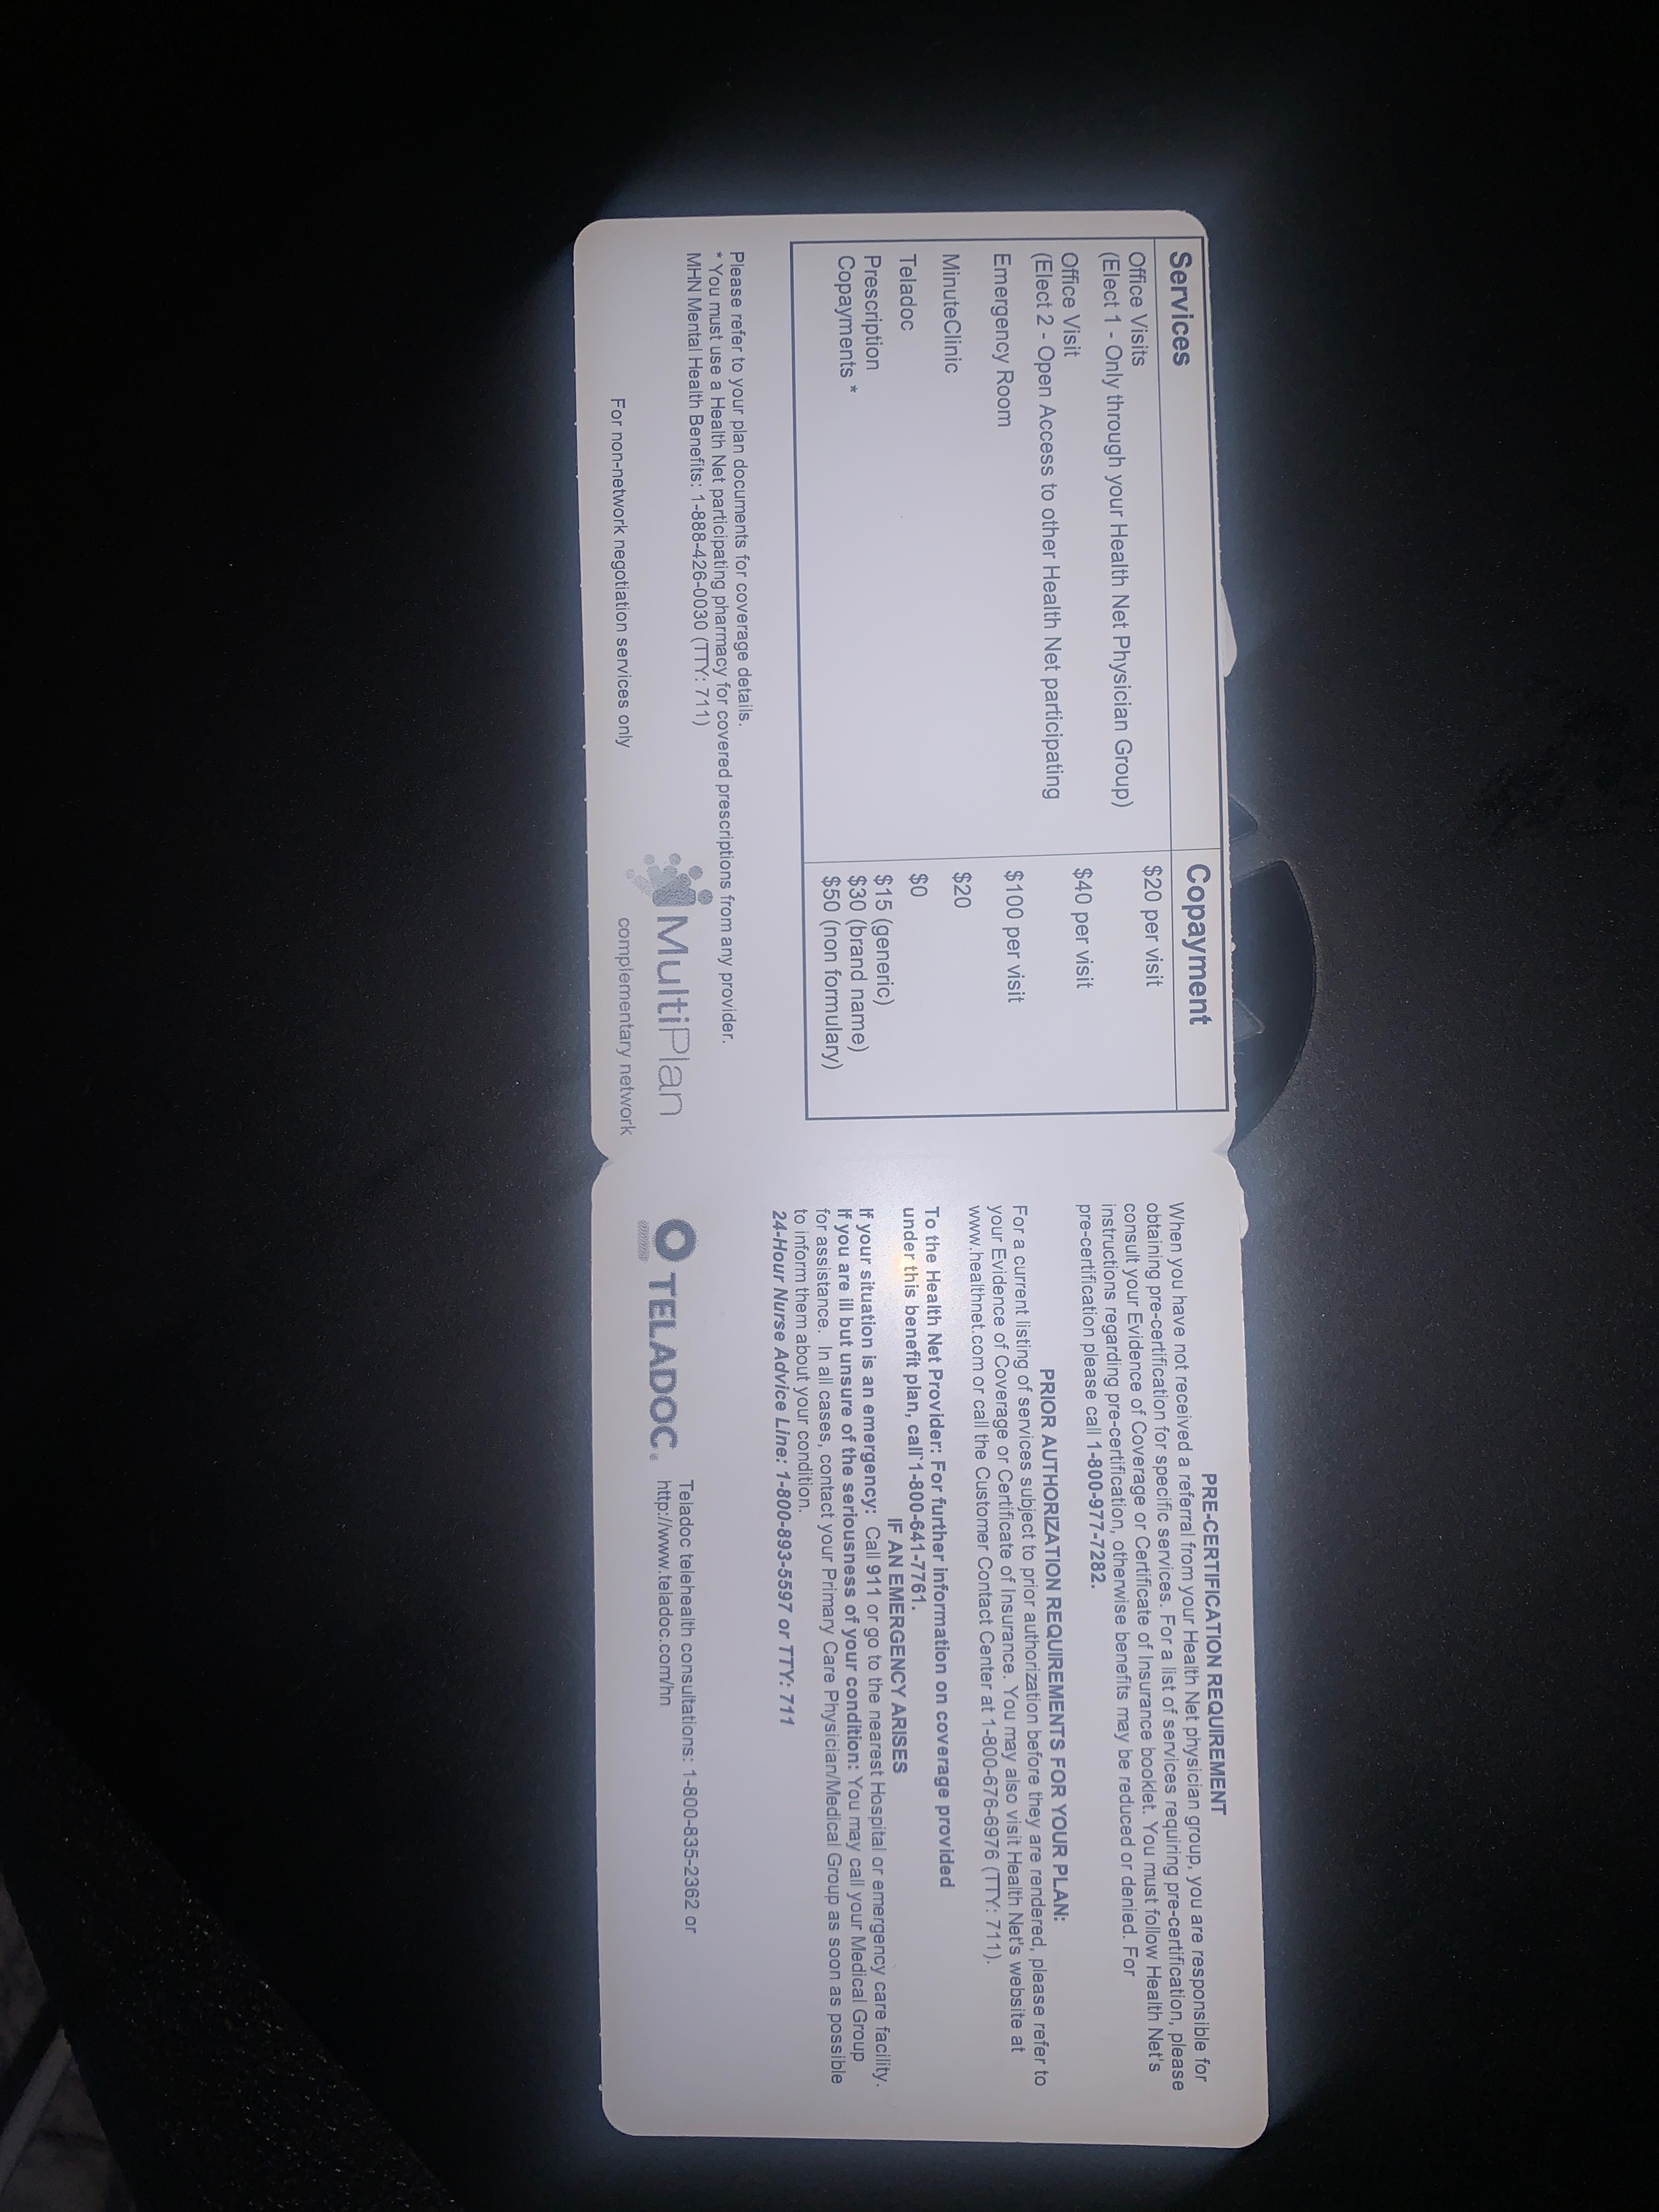 Services Copayment
Office Visits $20 per visit
(Elect 1 - Only through your Health Net Physician Group)
Office Visit $40 per visit
(Elect 2 - Open Access to other Health Net participating
Emergency Room $100 per visit
MinuteClinic $20
Teladoc $0
Prescription $15 (generic)
Copayments * $30 (brand name)
$50 (non formulary)
Please refer to your plan documents for coverage details.
* You must use a Health Net participating pharmacy for covered prescriptions from any provider.
MHN Mental Health Benefits: 1-888-426-0030 (TTY: 711)
MultiPlan
For non-network negotiation services only complementary network
PRE-CERTIFICATION REQUIREMENT
When you have not received a referral from your Health Net physician group, you are responsible for
obtaining pre-certification for specific services. For a list of services requiring pre-certification, please
consult your Evidence of Coverage or Certificate of Insurance booklet. You must follow Health Net's
instructions regarding pre-certification, otherwise benefits may be reduced or denied. For
pre-certification please call 1-800-977-7282.
PRIOR AUTHORIZATION REQUIREMENTS FOR YOUR PLAN:
For a current listing of services subject to prior authorization before they are rendered, please refer to
your Evidence of Coverage or Certificate of Insurance. You may also visit Health Net's website at
www.healthnet.com or call the Customer Contact Center at 1-800-676-6976 (TTY: 711).
To the Health Net Provider: For further information on coverage provided
under this benefit plan, call 1-800-641-7761.
IF AN EMERGENCY ARISES
If your situation is an emergency: Call 911 or go to the nearest Hospital or emergency care facility.
If you are ill but unsure of the seriousness of your condition: You may call your Medical Group
for assistance. In all cases, contact your Primary Care Physician/Medical Group as soon as possible
to inform them about your condition.
24-Hour Nurse Advice Line: 1-800-893-5597 or TTY: 711
TELADOC
Teladoc telehealth consultations: 1-800-835-2362 or
http://www.teladoc.com/hn